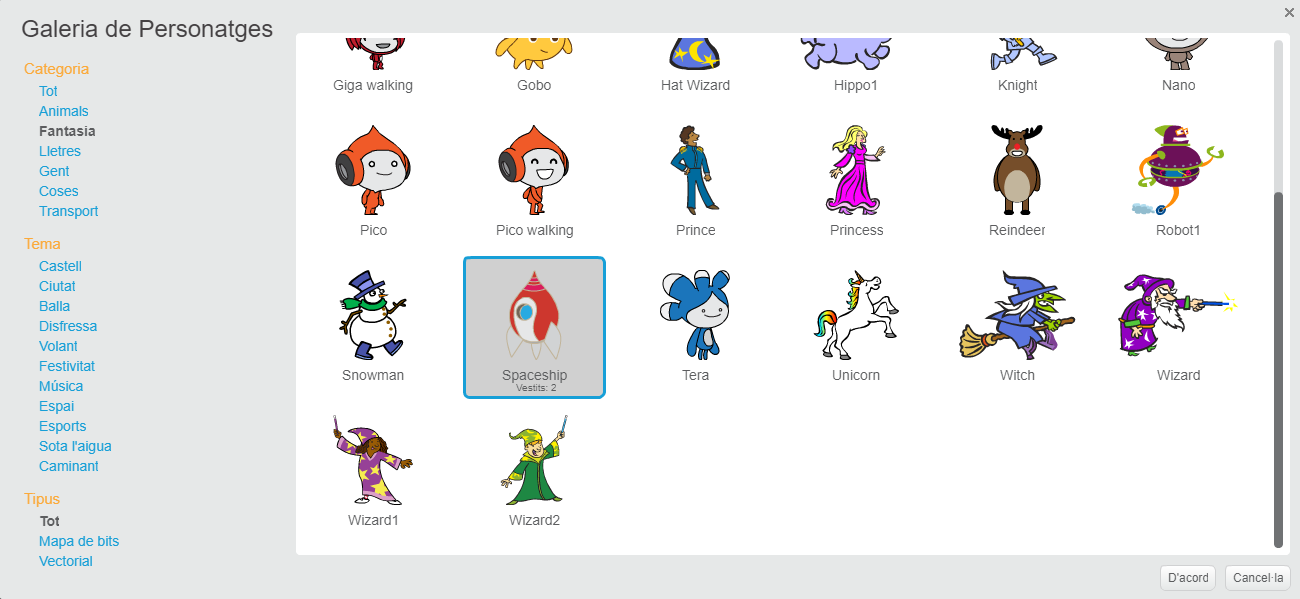 Galeria de Personatges
Categoria
Tot
Animals
Fantasia
Lletres
Gent
Coses
Transport
Tema
Castell
Ciutat
Balla
Disfressa
Volant
Festivitat
Música
Espai
Esports
Sota l'aigua
Caminant
Tipus
Tot
Mapa de bits
Vectorial
Giga walking
Gobo
Hat Wizard
Hippo1
Knight
Nano
Pico
Pico walking
Prince
Princess
Reindeer
Robot1
Snowman
Spaceship
Vestits: 2
Tera
Unicorn
Witch
Wizard
Wizard1
Wizard2
D'acord
Cancel·la